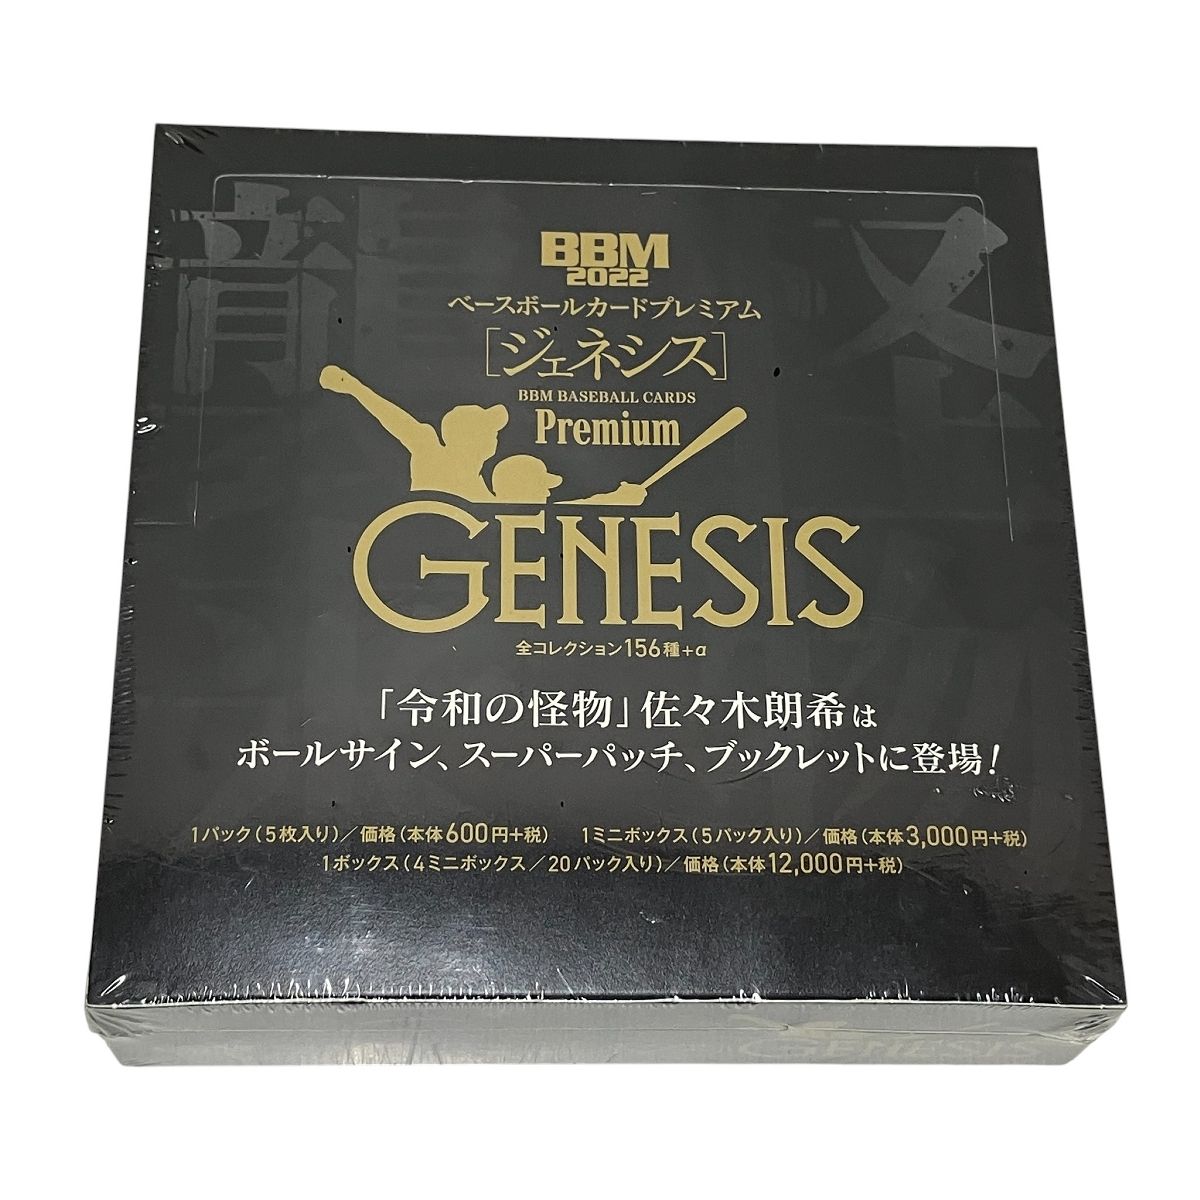 BBM
2022
ベースボールカードプレミアム
[ジェネシス]
BBM BASEBALL CARDS
Premium
GENESIS
全コレクション156種+α
「令和の怪物」佐々木朗希は
ボールサイン、スーパーパッチ、ブックレットに登場!
1パック(5枚入り)/価格(本体600円+税) 1ミニボックス(5パック入り)/価格(本体3,000円+税)
1ボックス(4ミニボックス/20パック入り)/価格(本体12,000円+税)
GENESIS